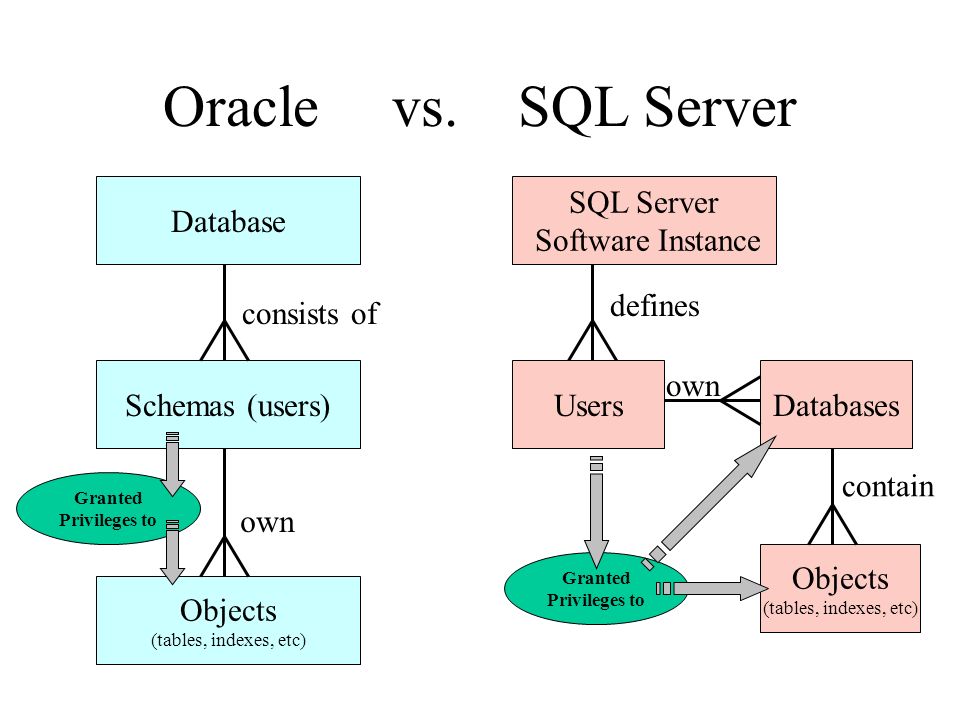 Oracle vs. SQL Server
Database
consists of
Schemas (users)
Granted
Privileges to
own
Objects
(tables, indexes, etc)
SQL Server
Software Instance
defines
Users
own
Databases
contain
Granted
Privileges to
Objects
(tables, indexes, etc)